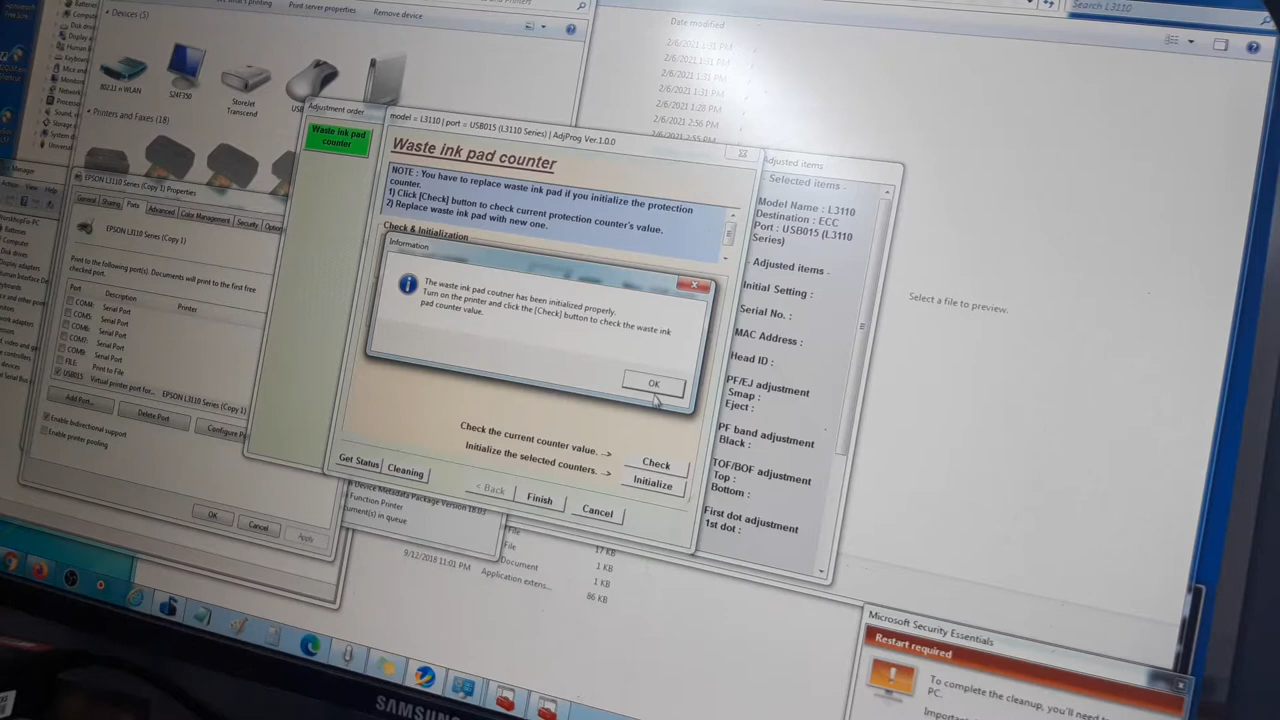 Devices (5)
Print server properties
Remove device
802.11 n WLAN
S24F350
StoreJet
Transcend
Printers and Faxes (18)
Date modified
2/6/2021 1:31 PM
2/6/2021 1:31 PM
2/6/2021 1:31 PM
2/6/2021 1:28 PM
2/6/2021 2:56 PM
Search L3110
Select a file to preview.
EPSON L3110 Series (Copy 1) Properties
General
Sharing
Ports
Advanced
Color Management
Security
EPSON L3110 Series (Copy 1)
Print to the following port(s). Documents will print to the first free
checked port.
Port
Description
Printer
COM4:
Serial Port
COM5:
Serial Port
COM6:
Serial Port
COM7:
Serial Port
COM8:
Serial Port
FILE:
Print to File
USB015
Virtual printer port for...
EPSON L3110 Series (Copy 1)
Add Port...
Delete Port
Configure P
Enable bidirectional support
Enable printer pooling
OK
Cancel
Apply
Adjustment order
Waste ink pad
counter
model = L3110 | port = USB015 (L3110 Series) | AdjProg Ver.1.0.0
Waste ink pad counter
NOTE : You have to replace waste ink pad if you initialize the protection
counter.
1) Click [Check] button to check current protection counter's value.
2) Replace waste ink pad with new one.
Check & Initialization
Information
The waste ink pad coutner has been initialized properly.
Turn on the printer and click the [Check] button to check the waste ink
pad counter value.
OK
Check the current counter value. -->
Check
Initialize the selected counters. -->
Initialize
Get Status
Cleaning
< Back
Finish
Cancel
Adjusted items
- Selected items -
Model Name : L3110
Destination : ECC
Port : USB015 (L3110
Series)
- Adjusted items -
Initial Setting :
Serial No. :
MAC Address :
Head ID :
PF/EJ adjustment
Smap :
Eject :
PF band adjustment
Black :
TOF/BOF adjustment
Top :
Bottom :
First dot adjustment
1st dot :
Device Metadata Package Version 18.03
Function Printer
File
17 KB
File
1 KB
Document
1 KB
9/12/2018 11:01 PM
Application extens...
86 KB
Microsoft Security Essentials
Restart required
To complete the cleanup, you'll need
PC.
SAMSUNG